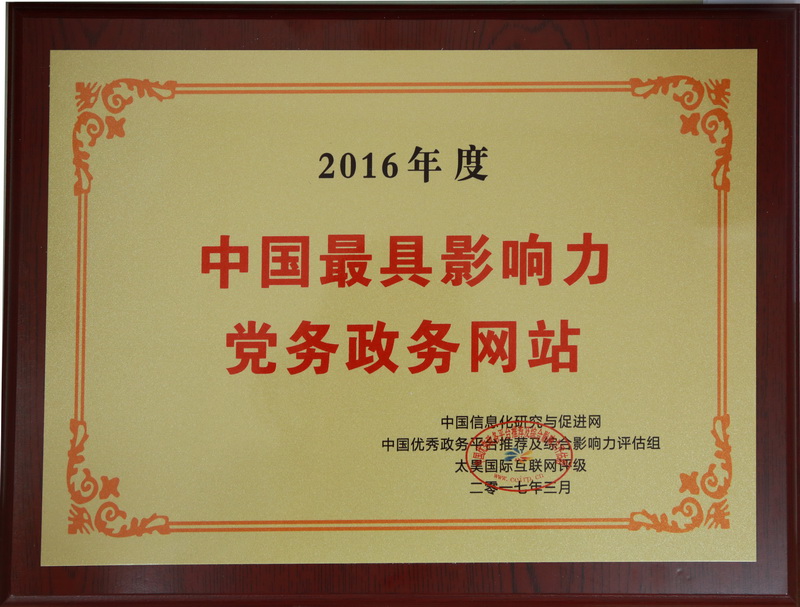 2016年度
中国最具影响力
党务政务网站
中国信息化研究与促进网
中国优秀政务平台推荐及综合影响力评估组
太昊国际互联网评级
二零一七年三月